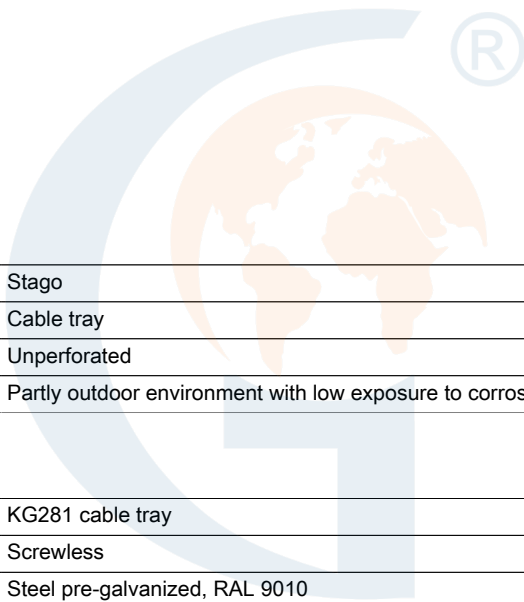 ®
Stago
Cable tray
Unperforated
Partly outdoor environment with low exposure to corros
KG281 cable tray
Screwless
Steel pre-galvanized, RAL 9010